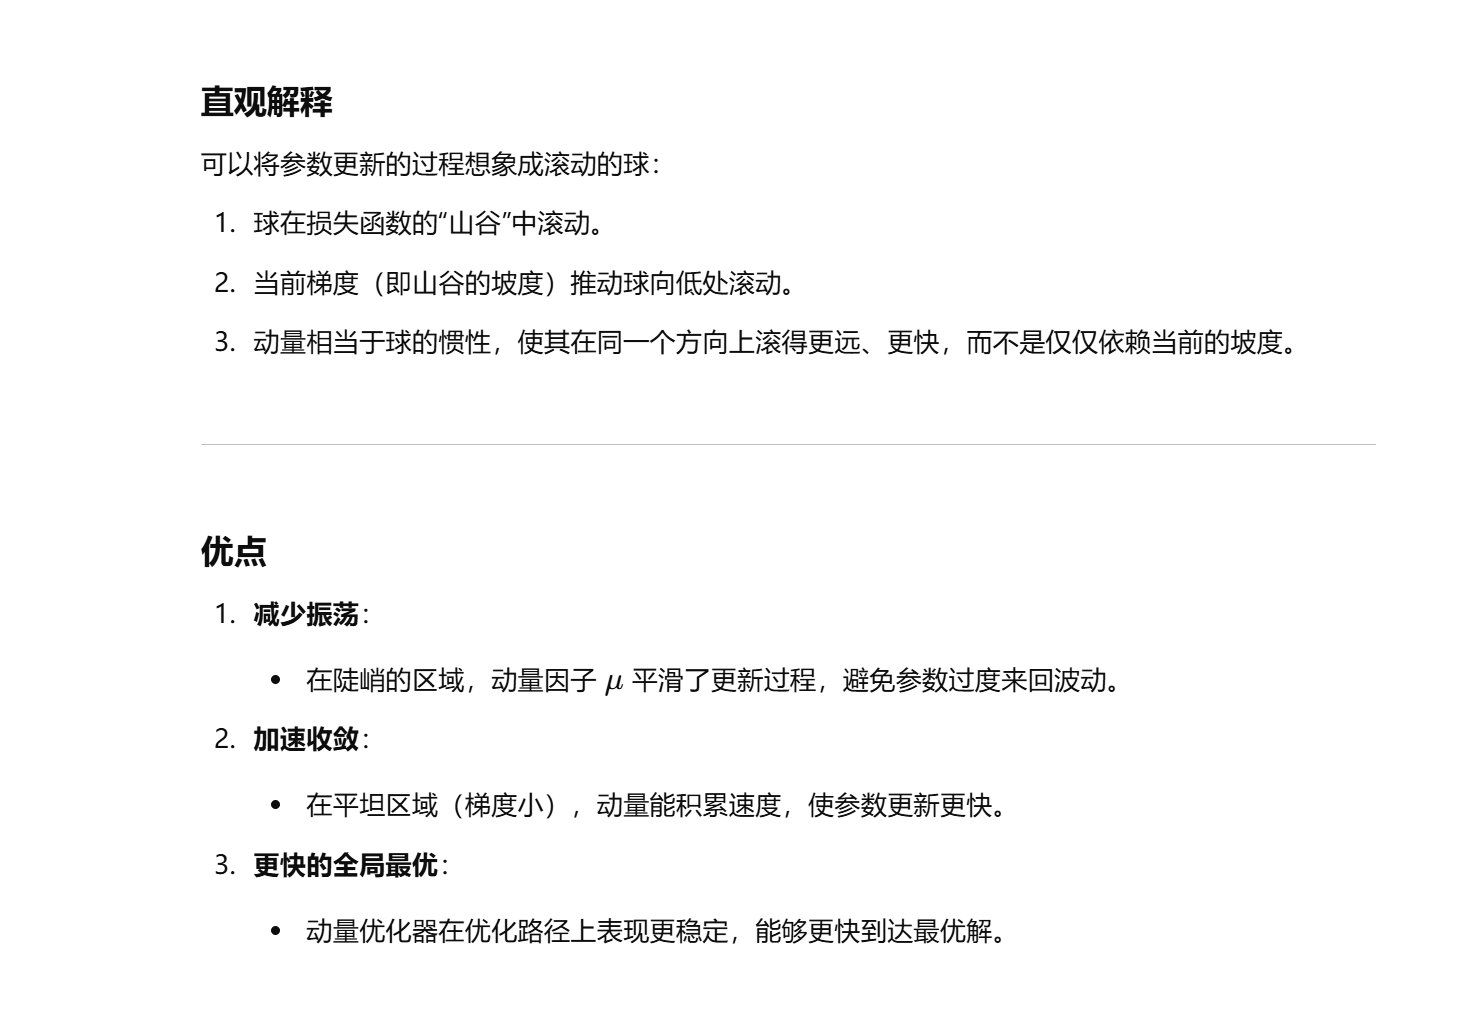 直观解释
可以将参数更新的过程想象成滚动的球：
1. 球在损失函数的“山谷”中滚动。
2. 当前梯度（即山谷的坡度）推动球向低处滚动。
3. 动量相当于球的惯性，使其在同一个方向上滚得更远、更快，而不是仅仅依赖当前的坡度。
优点
1. 减少振荡：
• 在陡峭的区域，动量因子 μ 平滑了更新过程，避免参数过度来回波动。
2. 加速收敛：
• 在平坦区域（梯度小），动量能积累速度，使参数更新更快。
3. 更快的全局最优：
• 动量优化器在优化路径上表现更稳定，能够更快到达最优解。